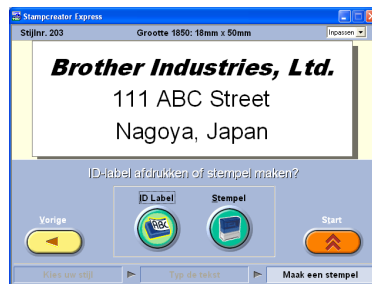 Stampcreator Express
Stijlnr. 203 Grootte 1850: 18mm x 50mm Inpassen
Brother Industries, Ltd.
111 ABC Street
Nagoya, Japan
ID-label afdrukken of stempel maken?
ID Label Stempel
ABC
Vorige Start
Kies uw stijl Typ de tekst Maak een stempel